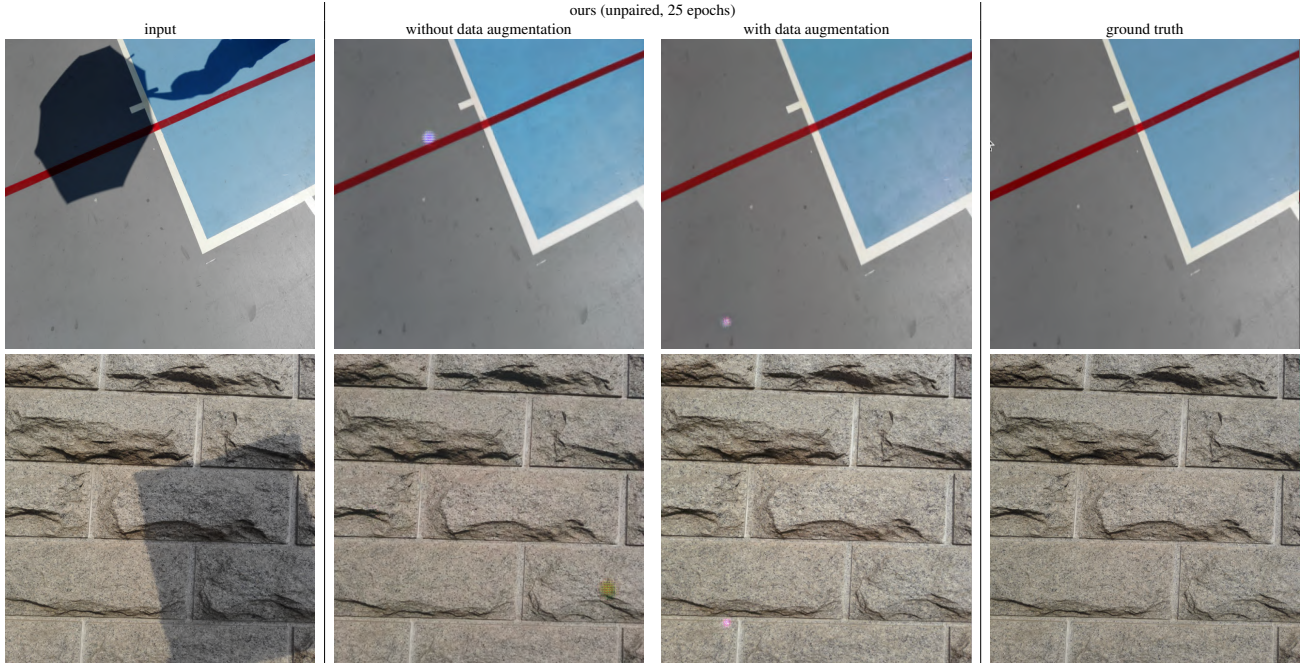 ours (unpaired, 25 epochs)
input
without data augmentation
with data augmentation
ground truth